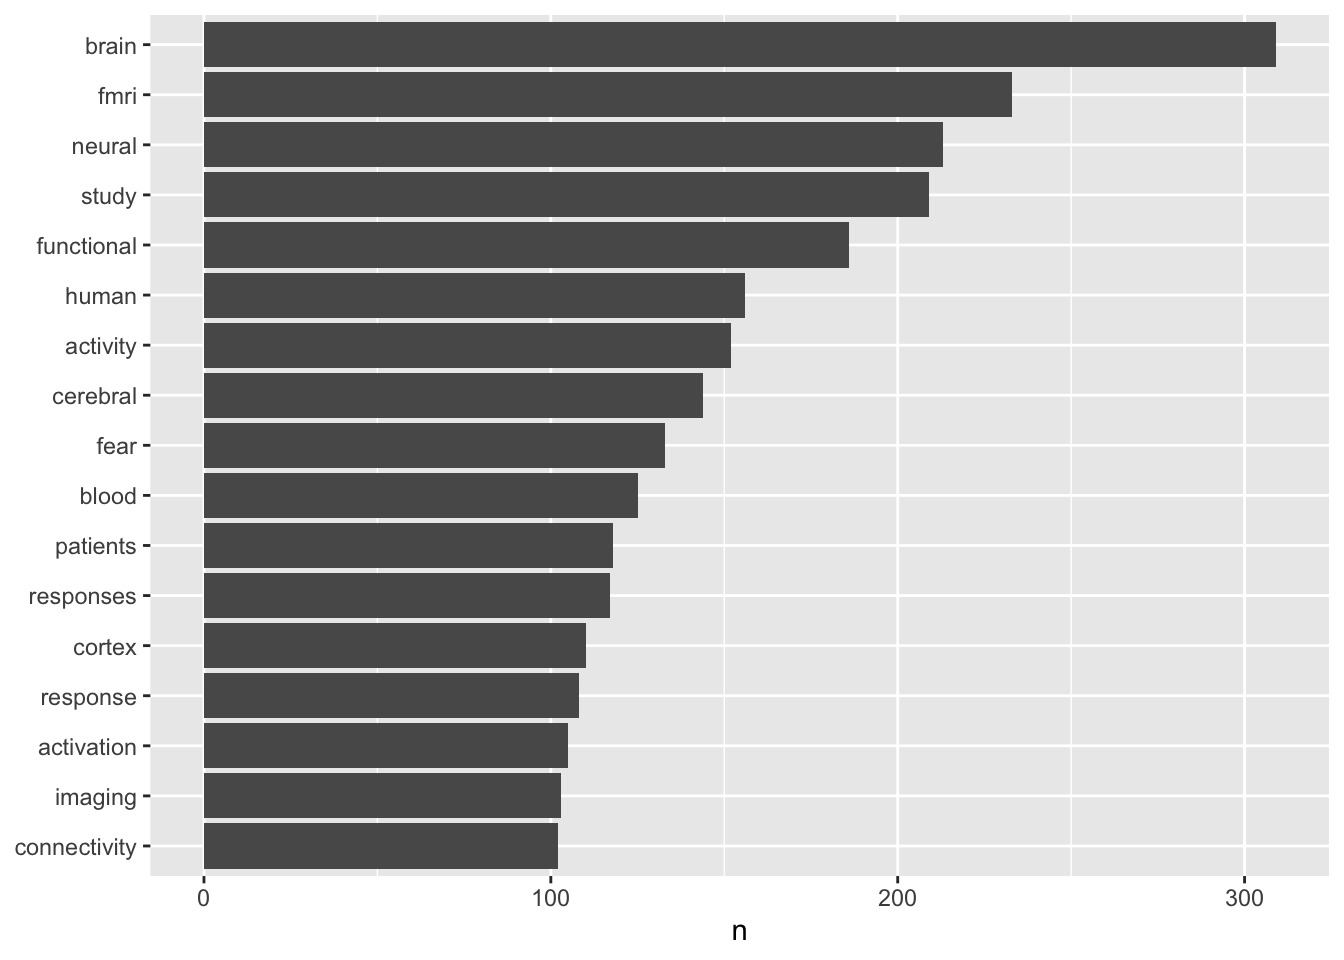 brain
fmri
neural
study
functional
human
activity
cerebral
fear
blood
patients
responses
cortex
response
activation
imaging
connectivity
0 100 200 300
n